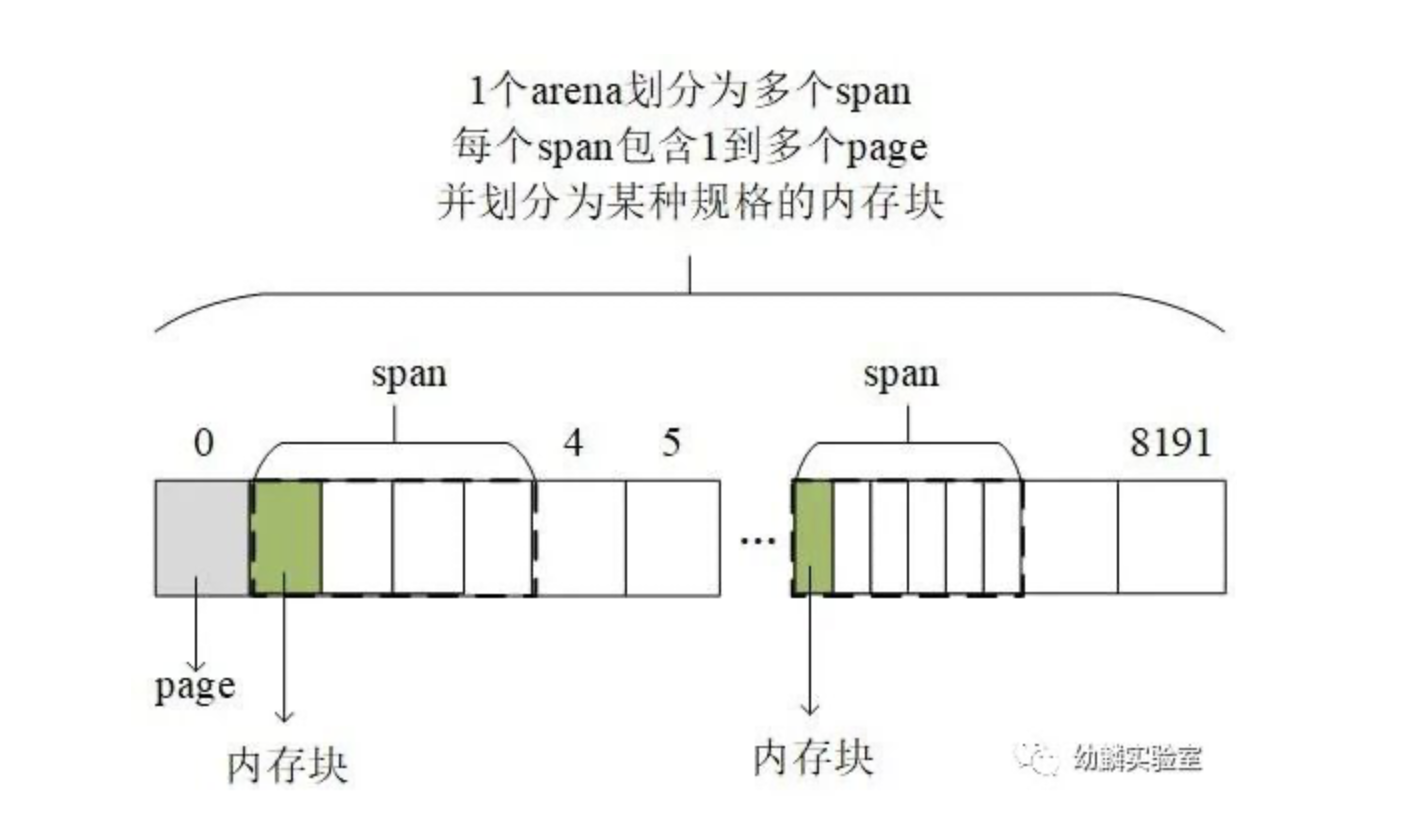 1个arena划分为多个span
每个span包含1到多个page
并划分为某种规格的内存块
span
span
0
4
5
8191
...
page
内存块
内存块
幼麟实验室